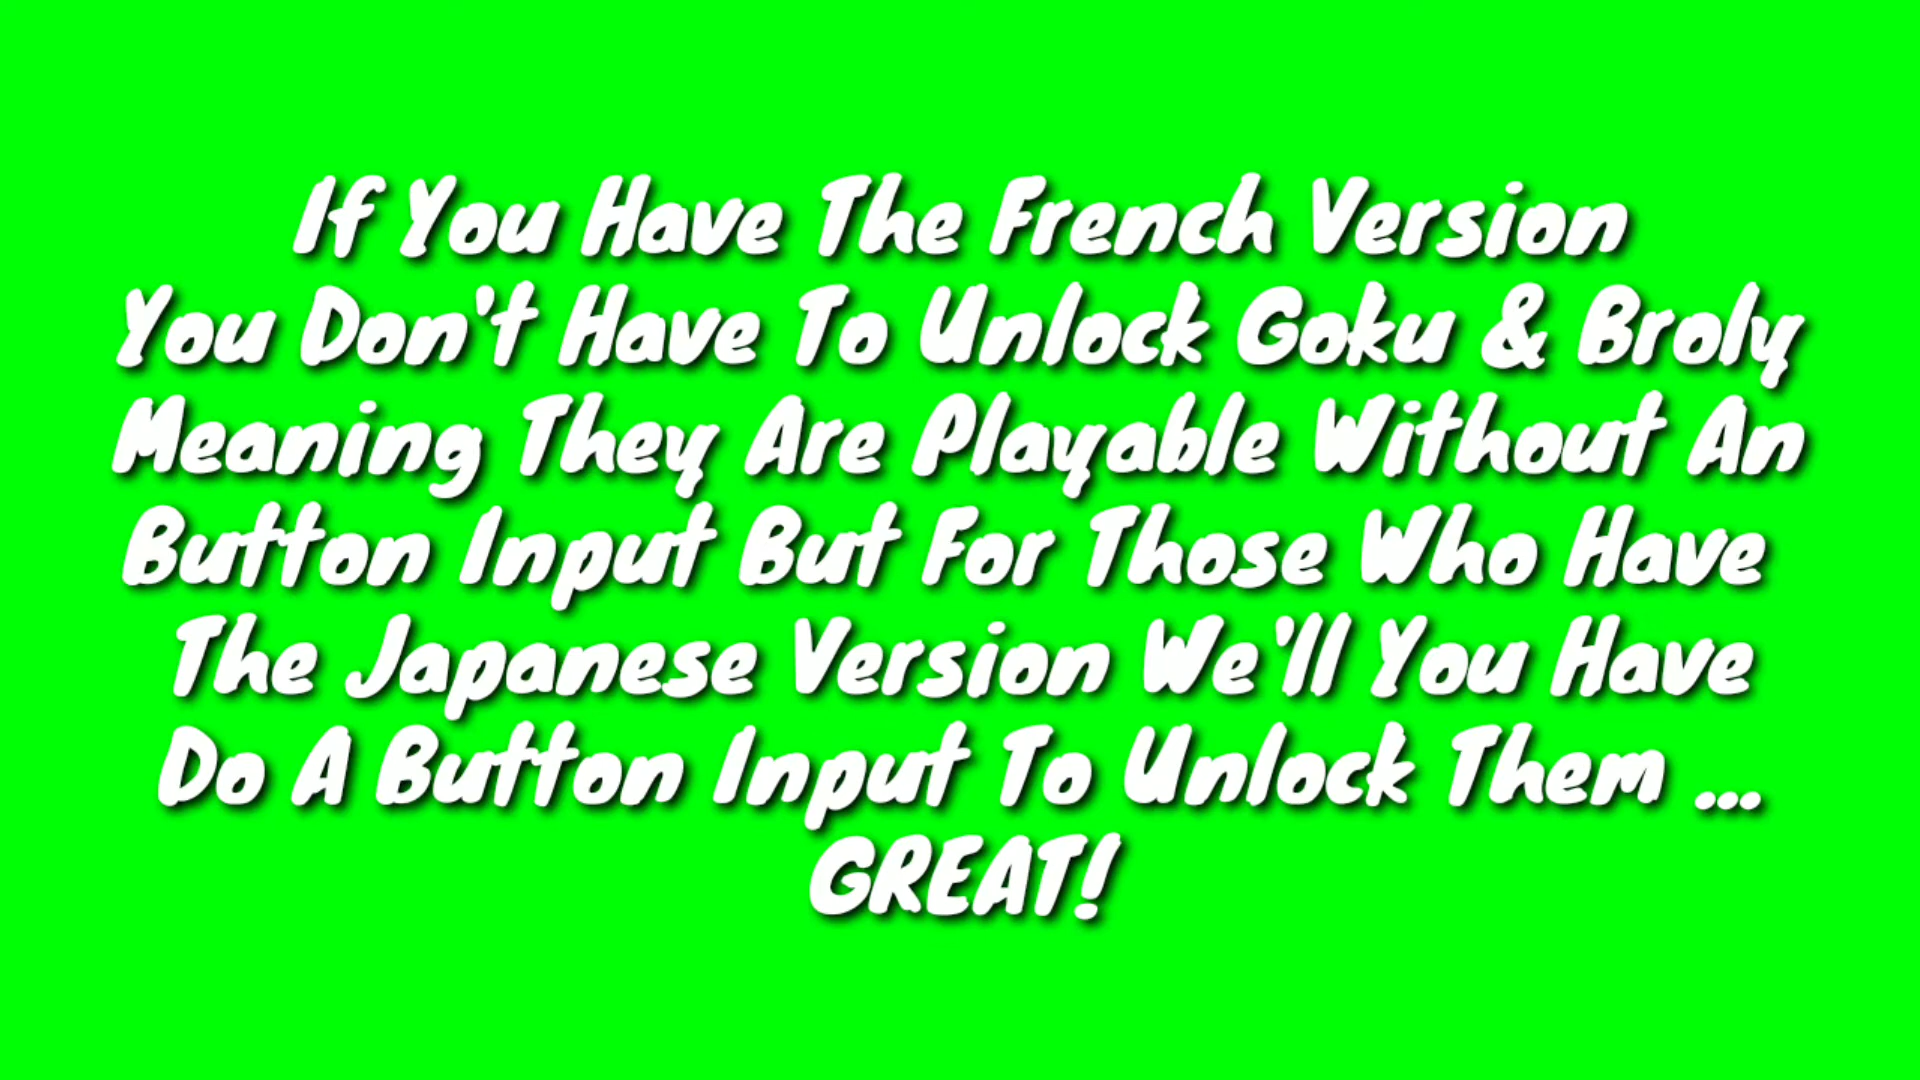 If You Have The French Version
You Don't Have To Unlock Goku & Broly
Meaning They Are Playable Without An
Button Input But For Those Who Have
The Japanese Version We'll You Have
Do A Button Input To Unlock Them ...
GREAT!